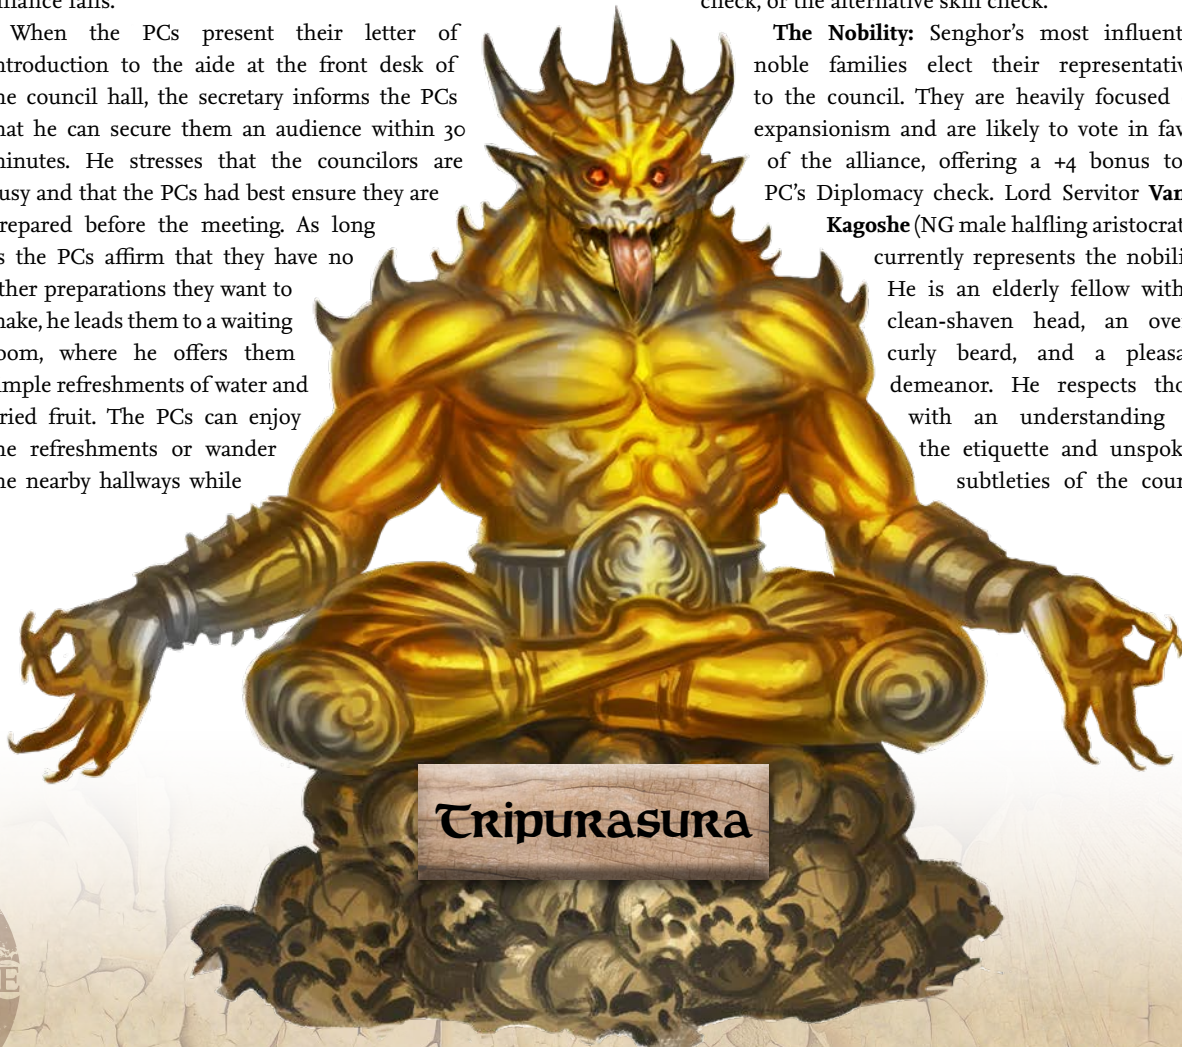 fails.
When the PCs present their letter of
ntroduction to the aide at the front desk of
he council hall, the secretary informs the PCs
hat he can secure them an audience within 30
minutes. He stresses that the councilors are
usy and that the PCs had best ensure they are
repared before the meeting. As long
s the PCs affirm that they have no
ther preparations they want to
make, he leads them to a waiting
oom, where he offers them
imple refreshments of water and
ried fruit. The PCs can enjoy
he refreshments or wander
he nearby hallways while
check, or the alternative skill check.
The Nobility: Senghor's most influent
noble families elect their representativ
to the council. They are heavily focused
expansionism and are likely to vote in fav
of the alliance, offering a +4 bonus to
PC's Diplomacy check. Lord Servitor Van
Kagoshe (NG male halfling aristocrat
currently represents the nobili
He is an elderly fellow with
clean-shaven head, an ove
curly beard, and a pleasa
demeanor. He respects tho
with an understanding
the etiquette and unspok
subtleties of the cour
Tripurasura
E